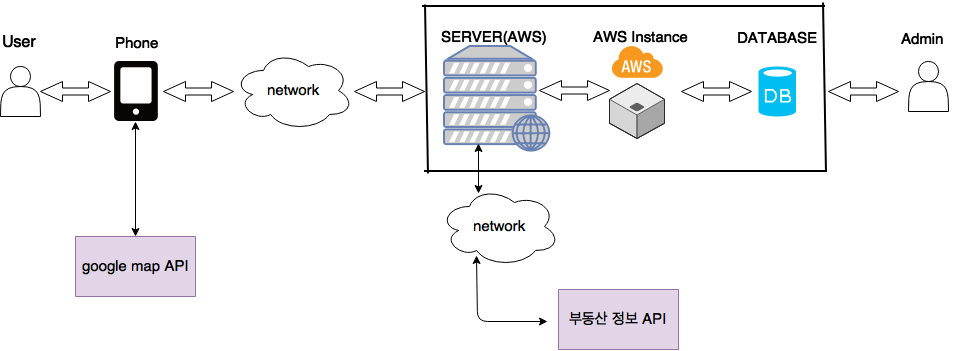 User
Phone
network
SERVER(AWS)
AWS Instance
AWS
DATABASE
DB
Admin
network
google map API
부동산 정보 API